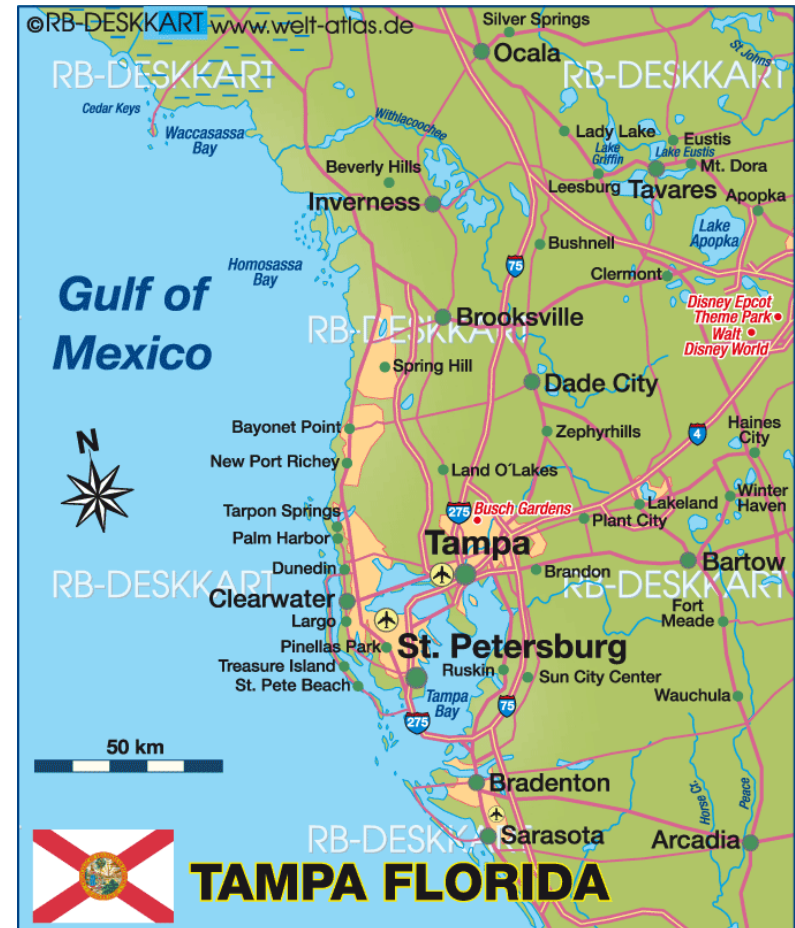 ©RB-DESKKART www.welt-atlas.de
Silver Springs
Ocala
St Johns
RB-DESKKART
RB-DESKKART
Cedar Keys
Waccasassa
Bay
Withlacoochee
Lady Lake
Lake
Griffin
Eustis
Lake Eustis
Mt. Dora
Beverly Hills
Leesburg
Tavares
Apopka
Inverness
Lake
Apopka
Bushnell
Homosassa
Bay
75
Clermont
Gulf of
Mexico
Disney Epcot
Theme Park
Walt
Disney World
Brooksville
RB-DESKKART
Spring Hill
Dade City
Bayonet Point
Zephyrhills
4
Haines
City
N
New Port Richey
Land O´Lakes
Winter
Haven
Tarpon Springs
275
Busch Gardens
Lakeland
Plant City
Palm Harbor
Tampa
Dunedin
Brandon
Bartow
RB-DESKKART
RB-DESKKART
Clearwater
Largo
Fort
Meade
Pinellas Park
St. Petersburg
Treasure Island
Ruskin
Sun City Center
St. Pete Beach
Tampa
Bay
Wauchula
275
75
50 km
Bradenton
Horse Cr.
Peace
RB-DESKKART
Sarasota
Arcadia
TAMPA FLORIDA